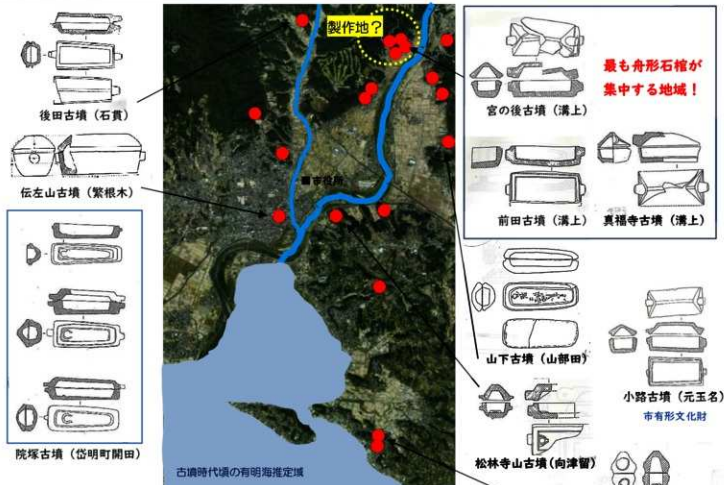 製作地？
後田古墳（石貫）
伝左山古墳（繁根木）
院塚古墳（岱明町開田）
■市役所
古墳時代頃の有明海推定域
最も舟形石棺が
集中する地域！
宮の後古墳（溝上）
前田古墳（溝上）
真福寺古墳（溝上）
山下古墳（山部田）
小路古墳（元玉名）
市有形文化財
松林寺山古墳（向津留）